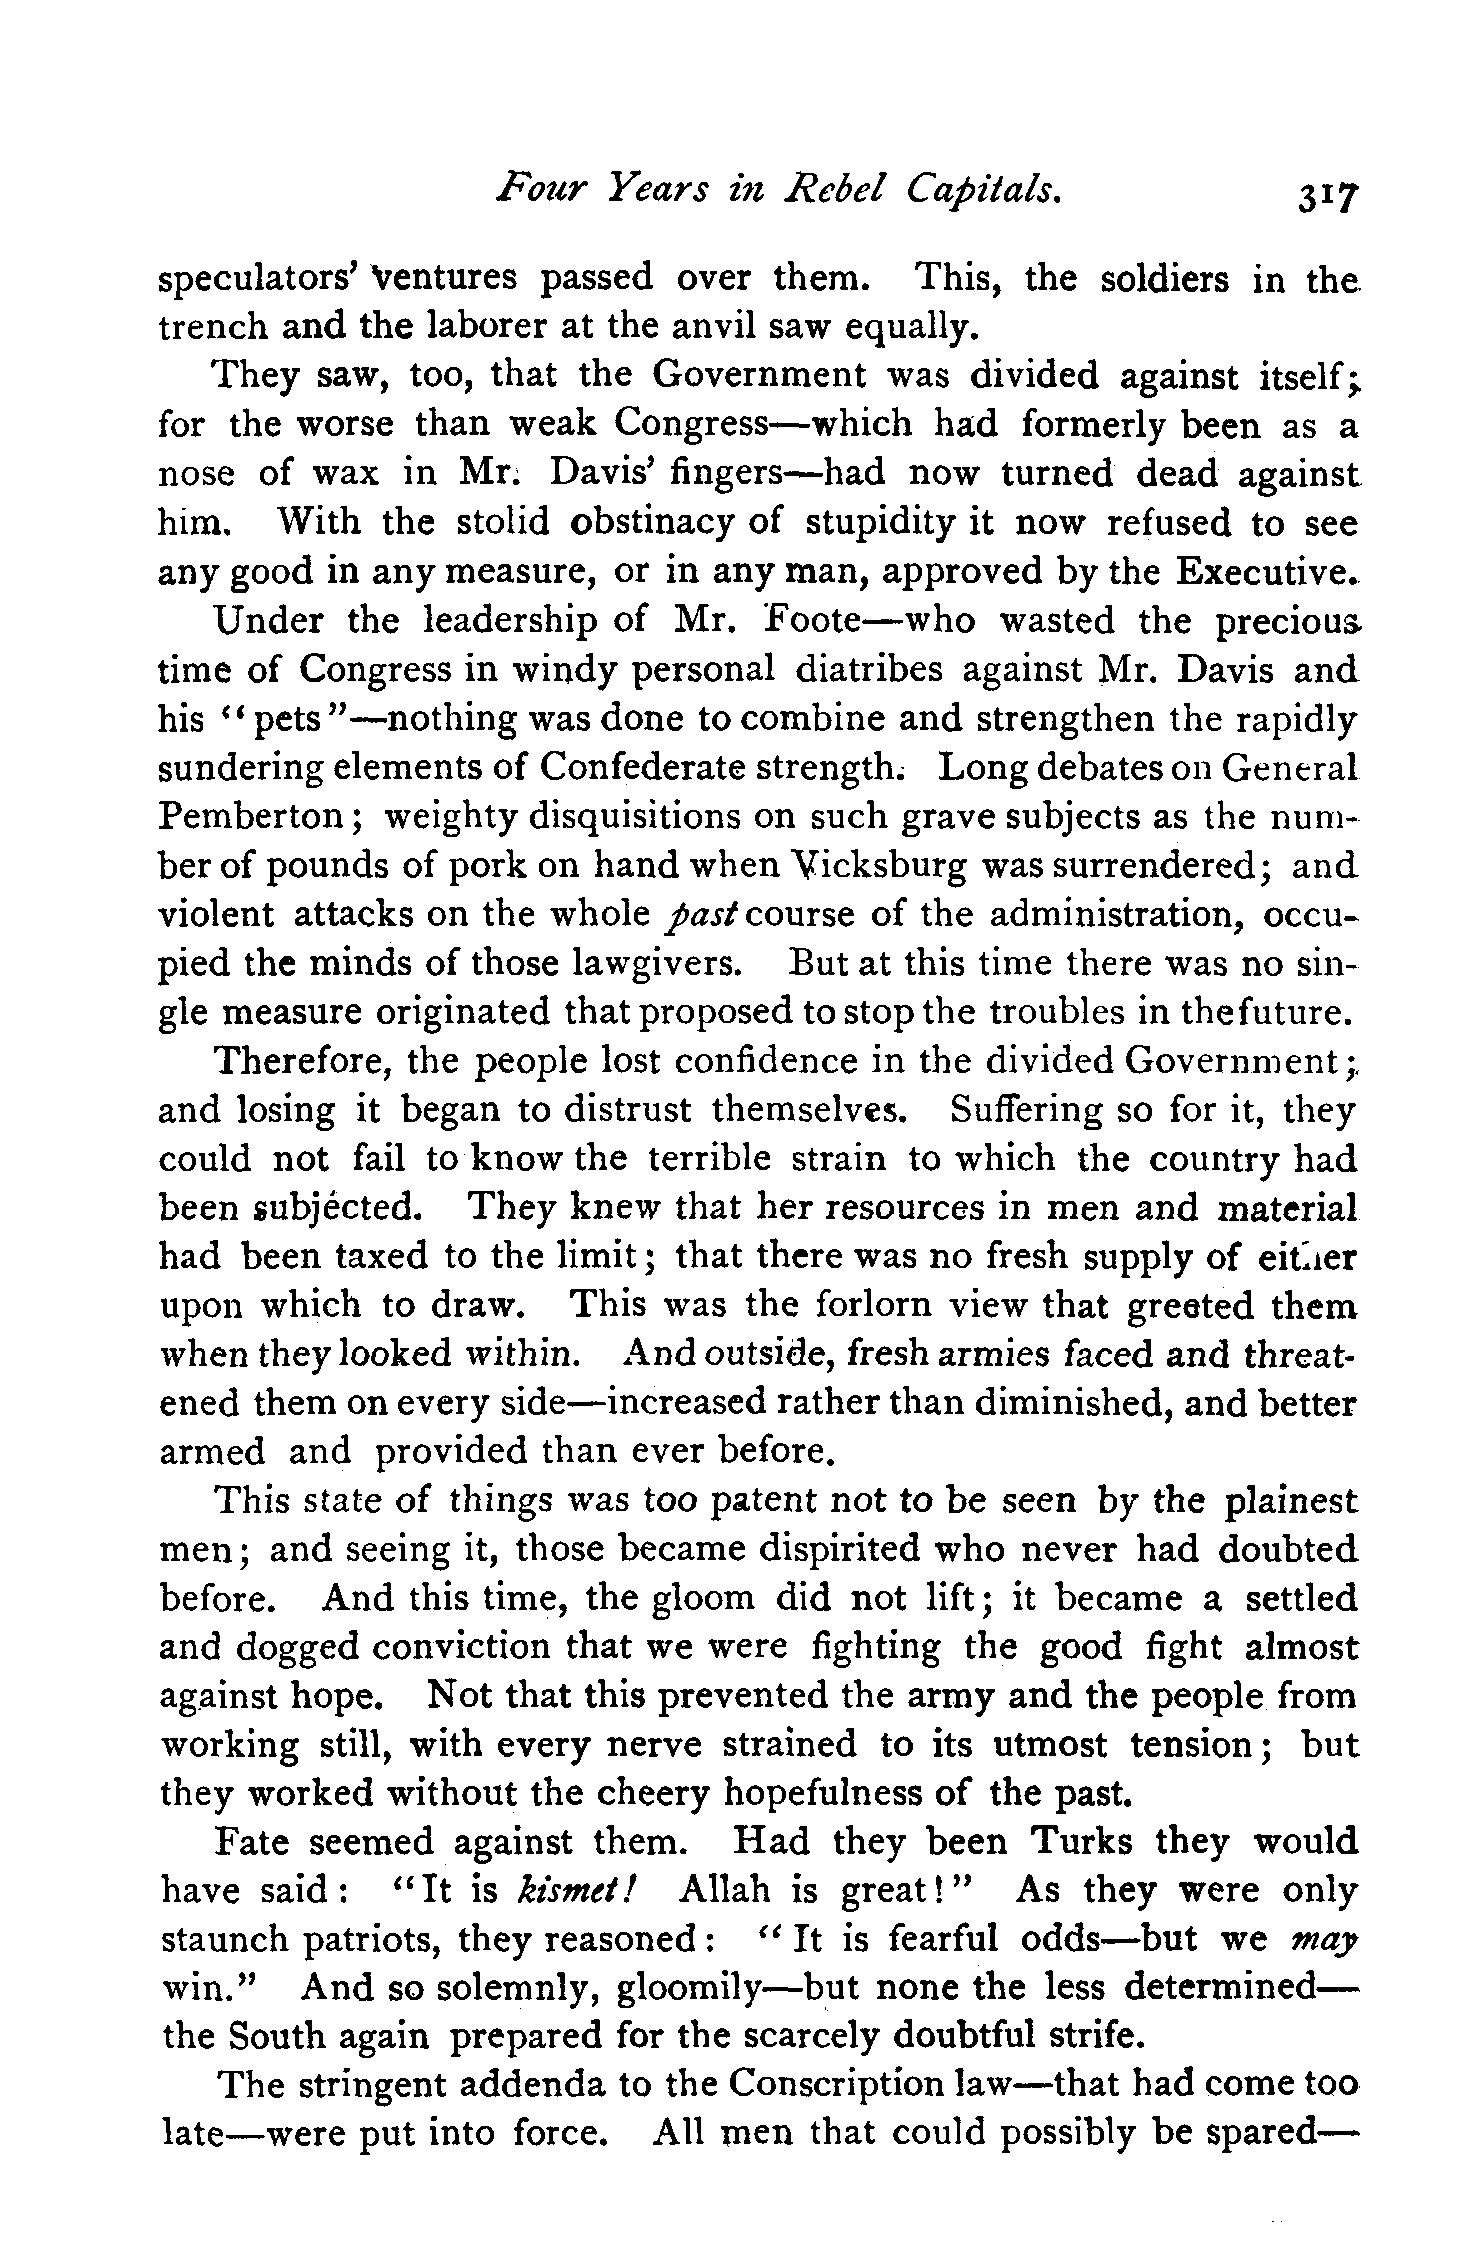 Four Years in Rebel Capitals. 317
speculators' ventures passed over them. This, the soldiers in the
trench and the laborer at the anvil saw equally.
They saw, too, that the Government was divided against itself;
for the worse than weak Congress—which had formerly been as a
nose of wax in Mr. Davis' fingers—had now turned dead against
him. With the stolid obstinacy of stupidity it now refused to see
any good in any measure, or in any man, approved by the Executive.
Under the leadership of Mr. Foote—who wasted the precious
time of Congress in windy personal diatribes against Mr. Davis and
his "pets"—nothing was done to combine and strengthen the rapidly
sundering elements of Confederate strength. Long debates on General
Pemberton; weighty disquisitions on such grave subjects as the num-
ber of pounds of pork on hand when Vicksburg was surrendered; and
violent attacks on the whole past course of the administration, occu-
pied the minds of those lawgivers. But at this time there was no sin-
gle measure originated that proposed to stop the troubles in the future.
Therefore, the people lost confidence in the divided Government;
and losing it began to distrust themselves. Suffering so for it, they
could not fail to know the terrible strain to which the country had
been subjected. They knew that her resources in men and material
had been taxed to the limit; that there was no fresh supply of either
upon which to draw. This was the forlorn view that greeted them
when they looked within. And outside, fresh armies faced and threat-
ened them on every side—increased rather than diminished, and better
armed and provided than ever before.
This state of things was too patent not to be seen by the plainest
men; and seeing it, those became dispirited who never had doubted
before. And this time, the gloom did not lift; it became a settled
and dogged conviction that we were fighting the good fight almost
against hope. Not that this prevented the army and the people from
working still, with every nerve strained to its utmost tension; but
they worked without the cheery hopefulness of the past.
Fate seemed against them. Had they been Turks they would
have said: "It is kismet! Allah is great!" As they were only
staunch patriots, they reasoned: "It is fearful odds—but we may
win." And so solemnly, gloomily—but none the less determined—
the South again prepared for the scarcely doubtful strife.
The stringent addenda to the Conscription law—that had come too
late—were put into force. All men that could possibly be spared—